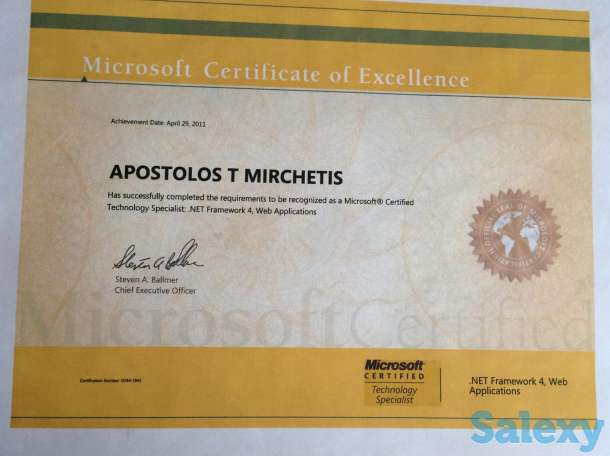 Microsoft Certificate of Excellence
Achievement Date: April 29, 2011
APOSTOLOS T MIRCHETIS
Has successfully completed the requirements to be recognized as a Microsoft® Certified
Technology Specialist: .NET Framework 4, Web Applications
Steven A. Ballmer
Chief Executive Officer
Microsoft Certified
Certification Number:
Microsoft
CERTIFIED
Technology
Specialist
.NET Framework 4, Web
Applications
Salexy